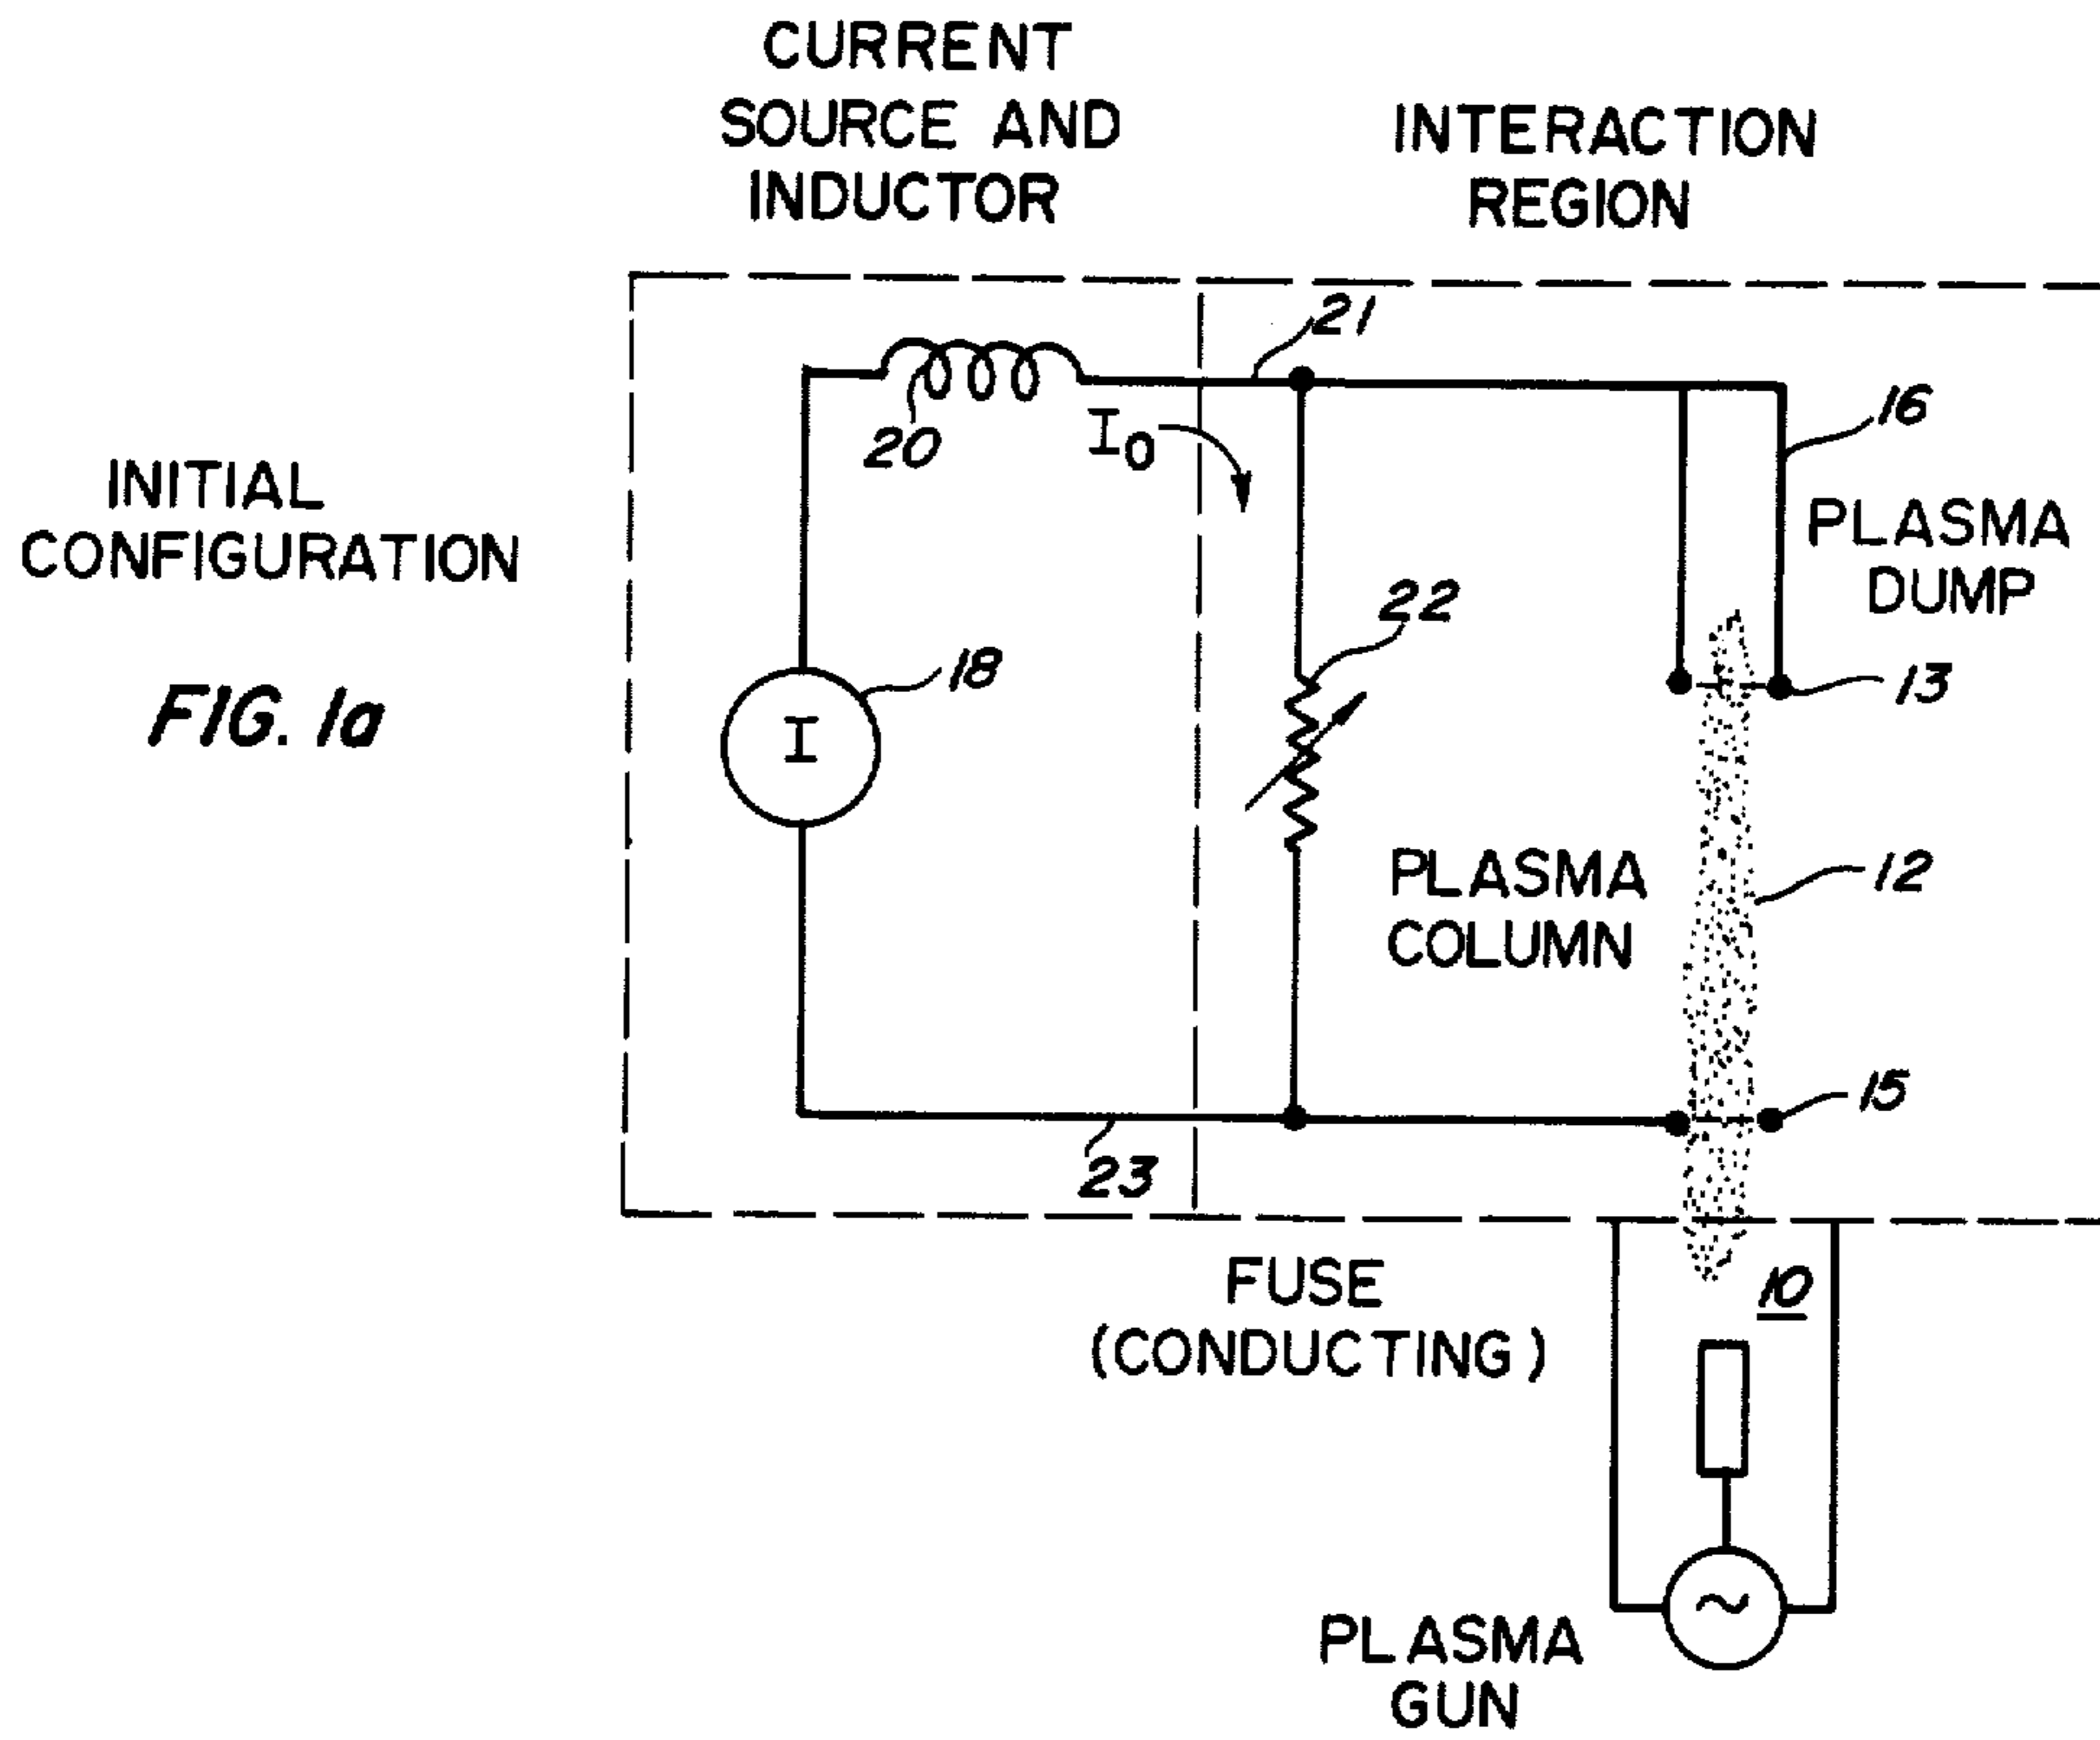 CURRENT
SOURCE AND
INDUCTOR
INTERACTION
REGION
21
16
20
I0
INITIAL
CONFIGURATION
PLASMA
DUMP
22
18
13
FIG. 1a
I
PLASMA
COLUMN
12
15
23
FUSE
(CONDUCTING)
10
~
PLASMA
GUN